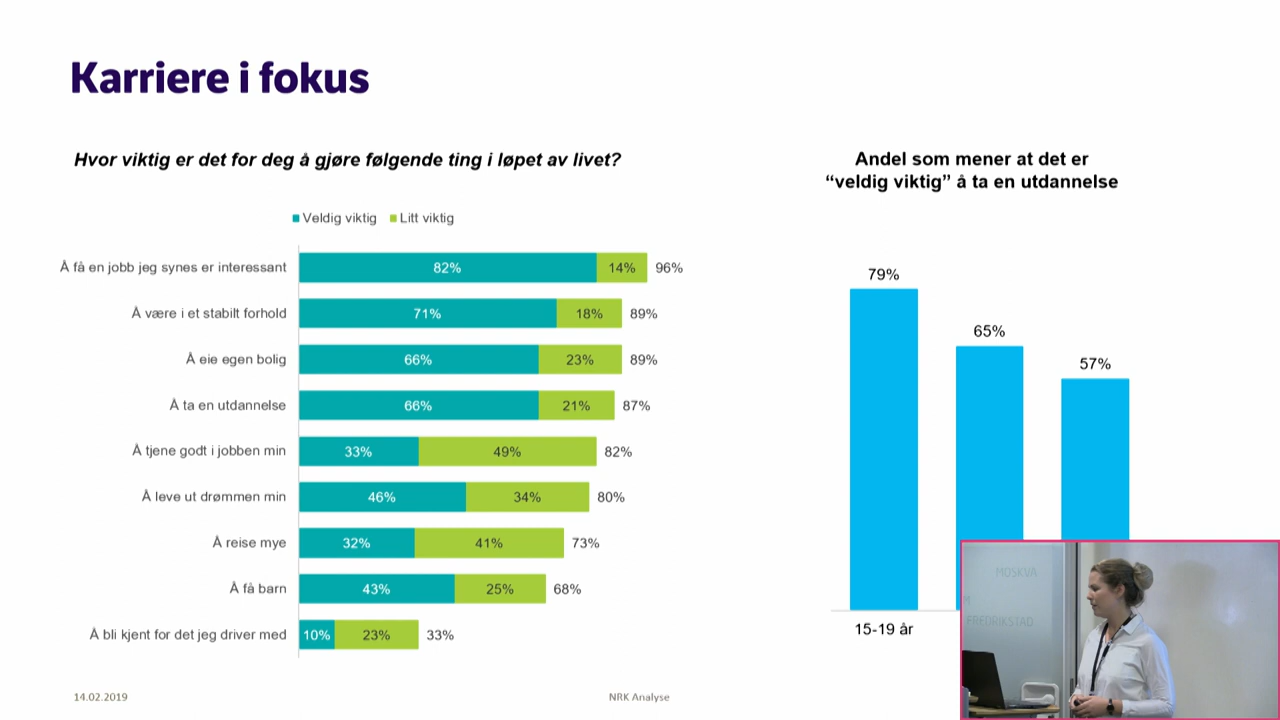 Karriere i fokus
Hvor viktig er det for deg å gjøre følgende ting i løpet av livet?
Veldig viktig Litt viktig
Å få en jobb jeg synes er interessant 82% 14% 96%
Å være i et stabilt forhold 71% 18% 89%
Å eie egen bolig 66% 23% 89%
Å ta en utdannelse 66% 21% 87%
Å tjene godt i jobben min 33% 49% 82%
Å leve ut drømmen min 46% 34% 80%
Å reise mye 32% 41% 73%
Å få barn 43% 25% 68%
Å bli kjent for det jeg driver med 10% 23% 33%
Andel som mener at det er
“veldig viktig” å ta en utdannelse
79%
65%
57%
15-19 år
MOSKVA
FREDRIKSTAD
14.02.2019
NRK Analyse